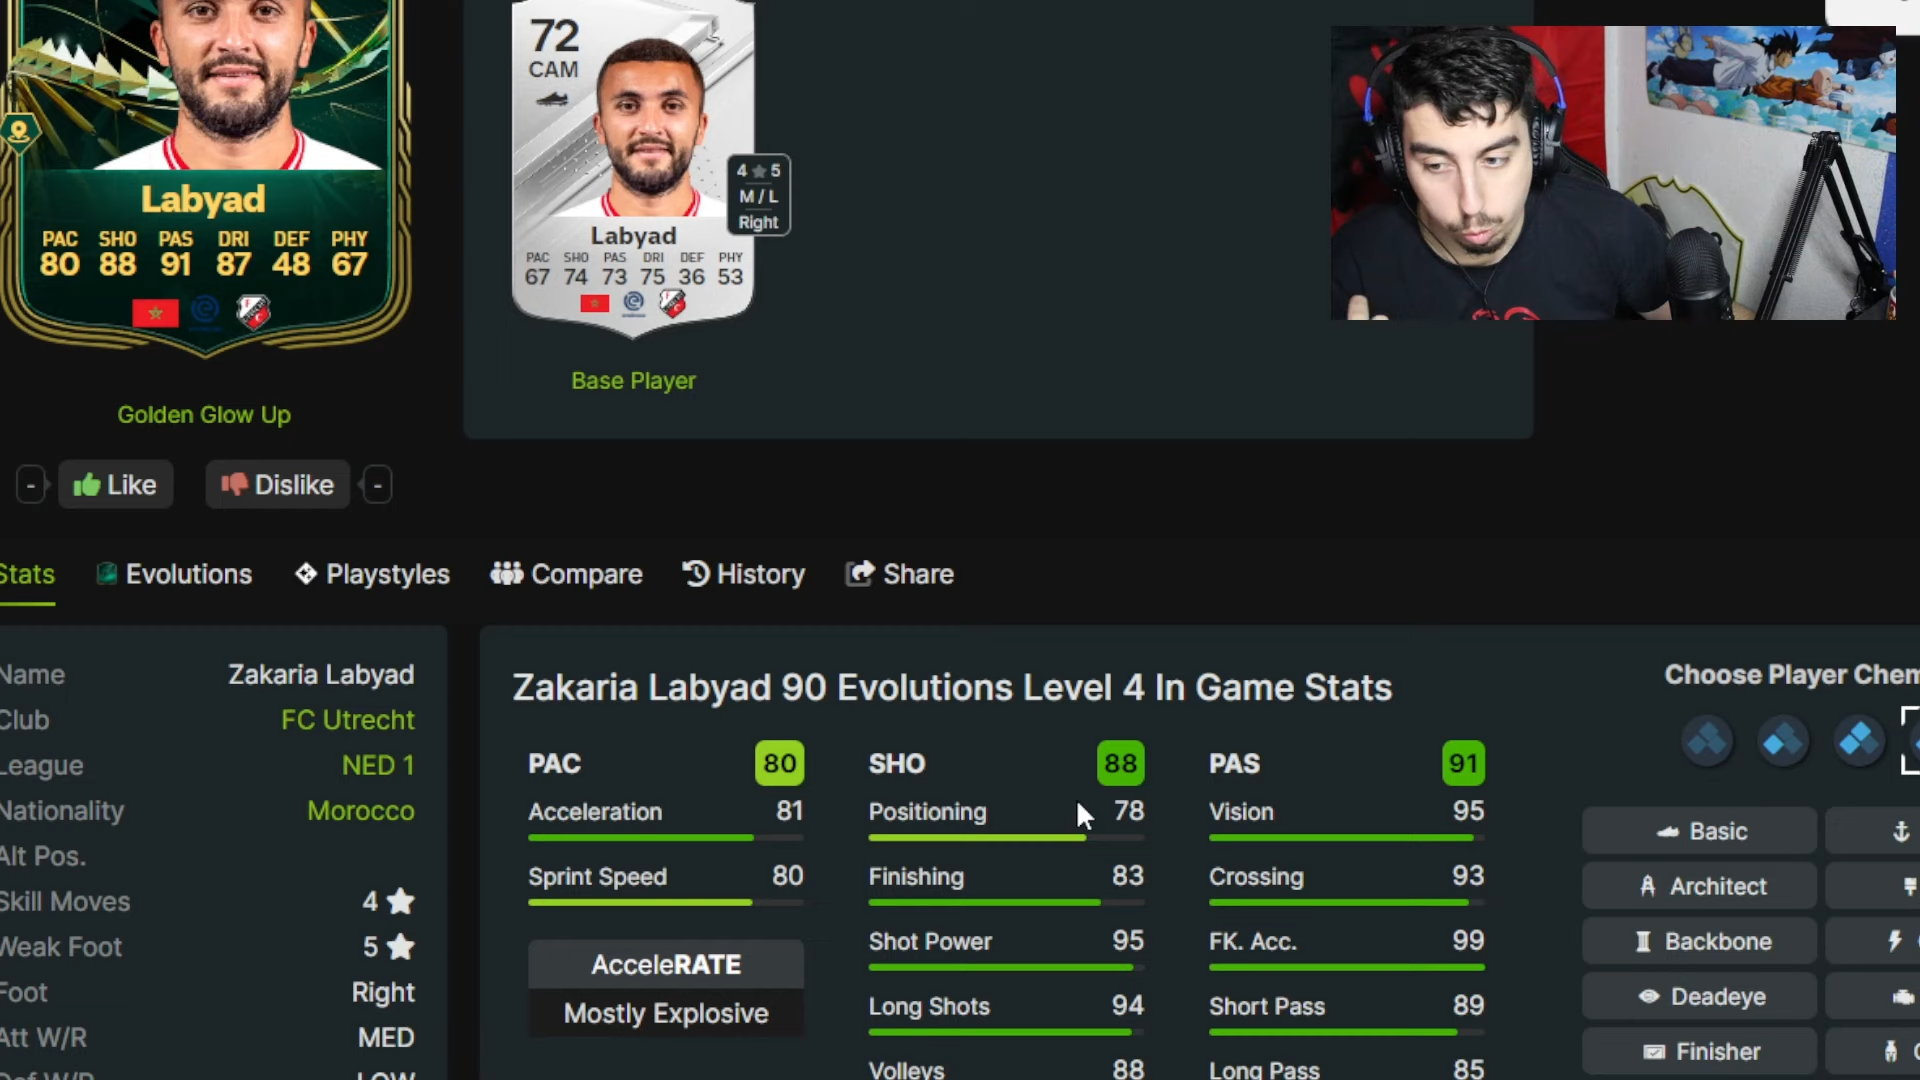 Labyad
PAC SHO PAS DRI DEF PHY
80 88 91 87 48 67
Golden Glow Up
72
CAM
4 ★ 5
M / L
Right
Labyad
PAC SHO PAS DRI DEF PHY
67 74 73 75 36 53
Base Player
- Like Dislike -
Stats Evolutions Playstyles Compare History Share
Name Zakaria Labyad
Club FC Utrecht
League NED 1
Nationality Morocco
Alt Pos.
Skill Moves 4 ★
Weak Foot 5 ★
Foot Right
Att W/R MED
Def W/R LOW
Zakaria Labyad 90 Evolutions Level 4 In Game Stats
PAC 80
Acceleration 81
Sprint Speed 80
AcceleRATE
Mostly Explosive
SHO 88
Positioning 78
Finishing 83
Shot Power 95
Long Shots 94
Volleys 88
PAS 91
Vision 95
Crossing 93
FK. Acc. 99
Short Pass 89
Long Pass 85
Choose Player Chem
Basic
Architect
Backbone
Deadeye
Finisher